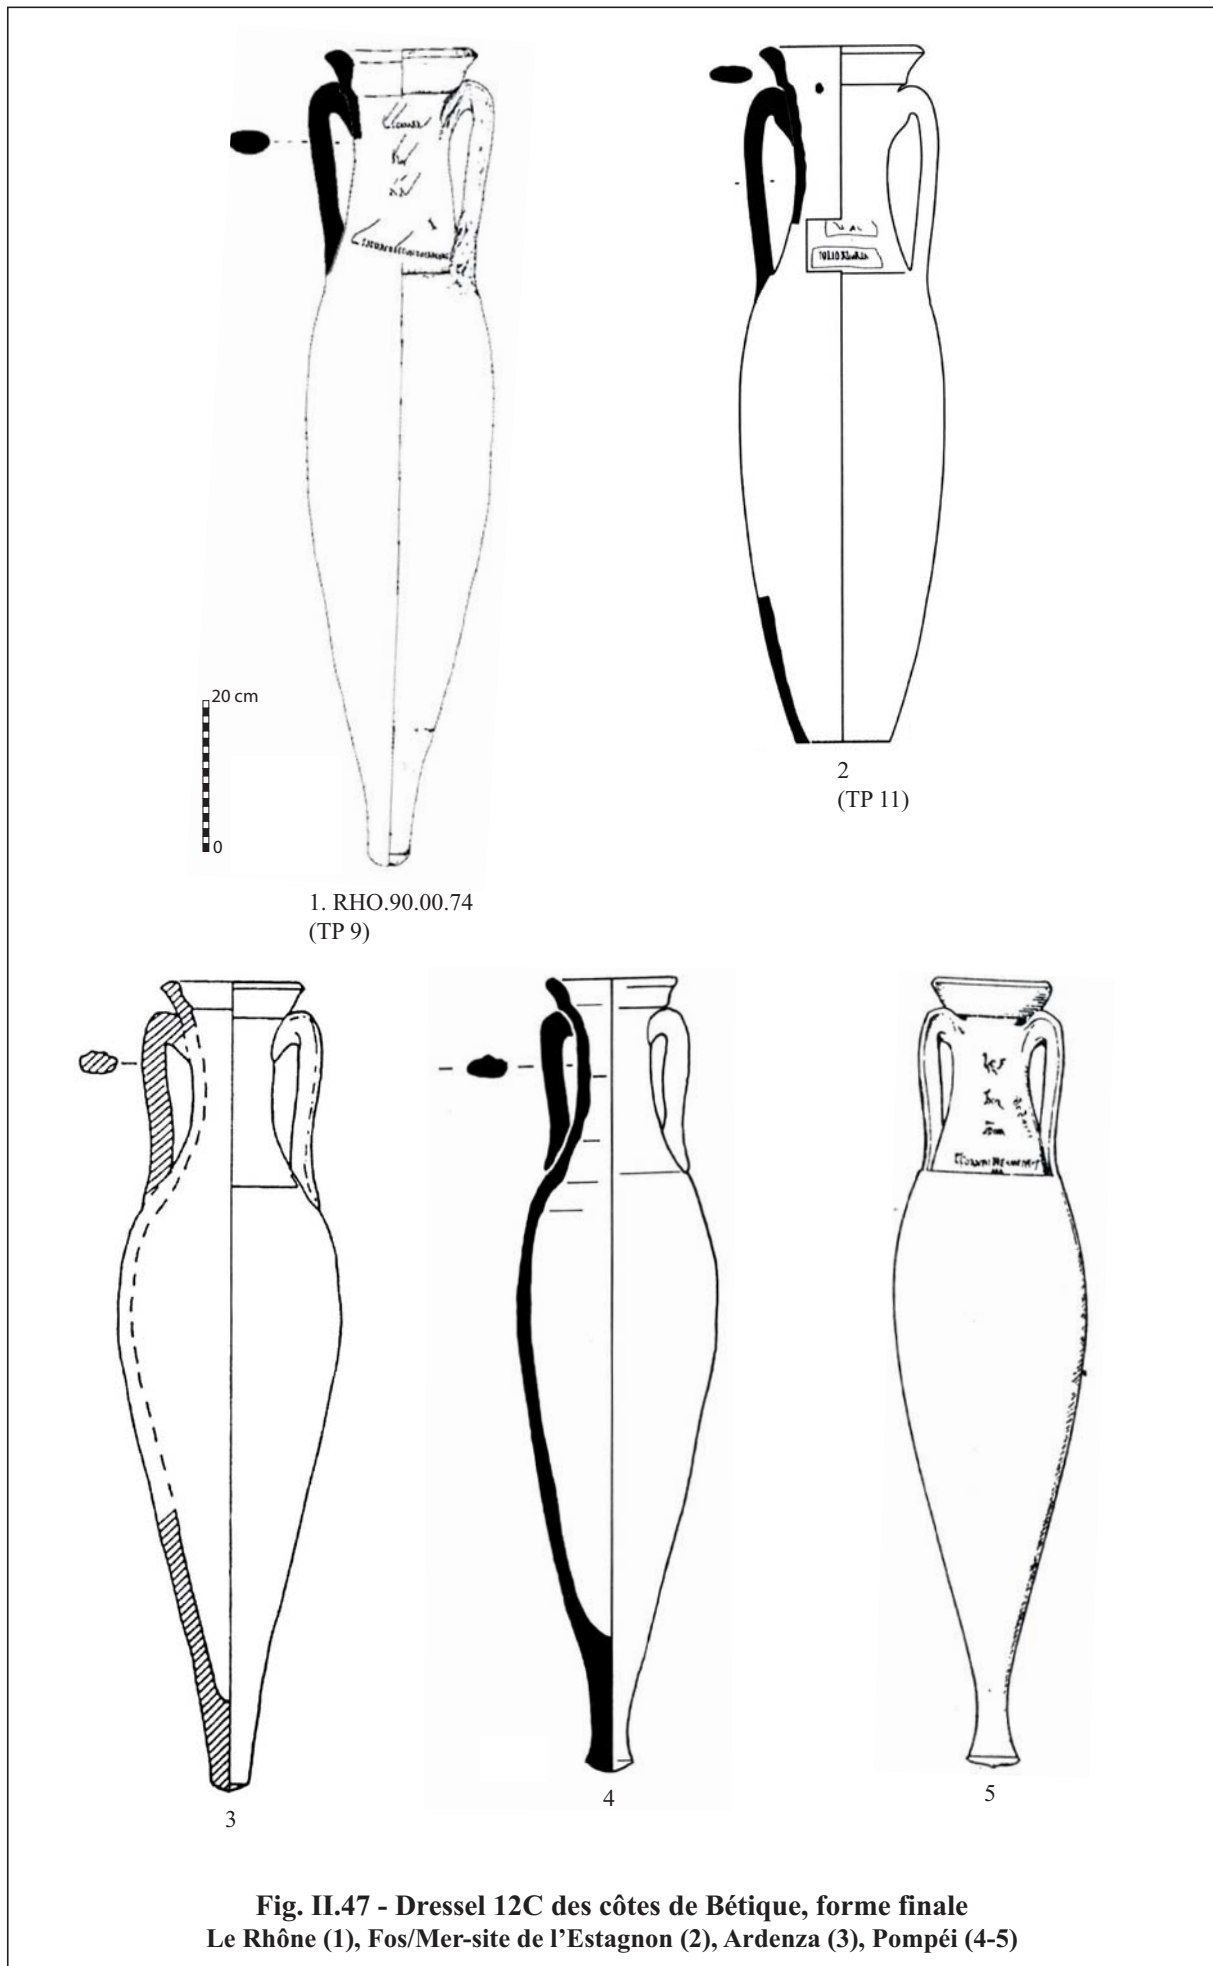 20 cm
0
1. RHO.90.00.74
(TP 9)
2
(TP 11)
3
4
5
Fig. II.47 - Dressel 12C des côtes de Bétique, forme finale
Le Rhône (1), Fos/Mer-site de l’Estagnon (2), Ardenza (3), Pompéi (4-5)